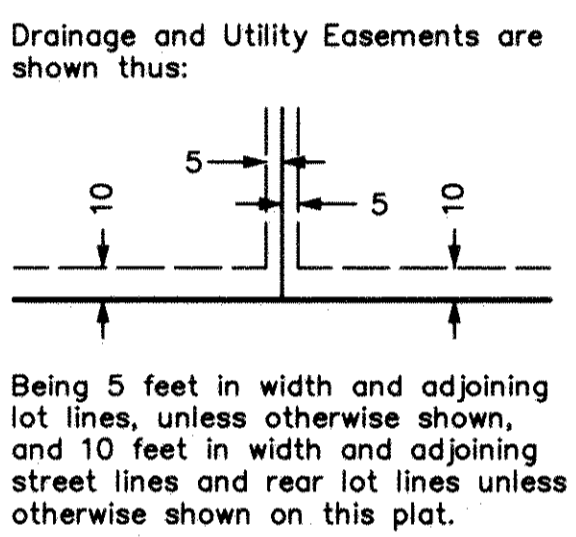 Drainage and Utility Easements are
shown thus:
5
10
5
10
Being 5 feet in width and adjoining
lot lines, unless otherwise shown,
and 10 feet in width and adjoining
street lines and rear lot lines unless
otherwise shown on this plat.